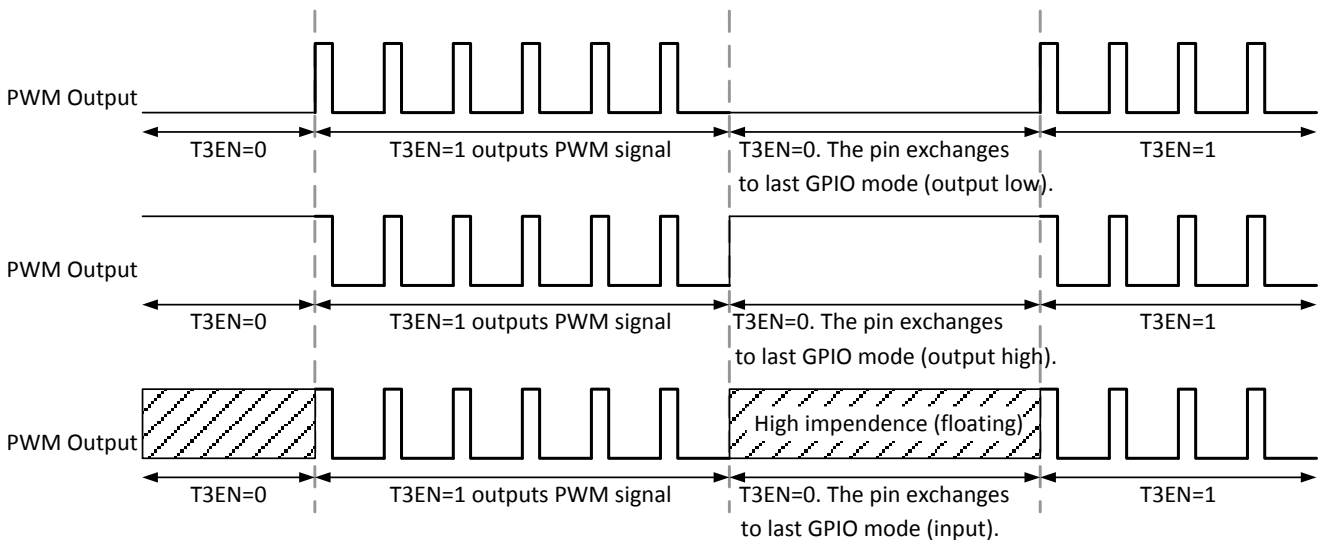 PWM Output
T3EN=0
T3EN=1 outputs PWM signal
T3EN=0. The pin exchanges
to last GPIO mode (output low).
T3EN=1
PWM Output
T3EN=0
T3EN=1 outputs PWM signal
T3EN=0. The pin exchanges
to last GPIO mode (output high).
T3EN=1
PWM Output
High impendence (floating)
T3EN=0
T3EN=1 outputs PWM signal
T3EN=0. The pin exchanges
to last GPIO mode (input).
T3EN=1